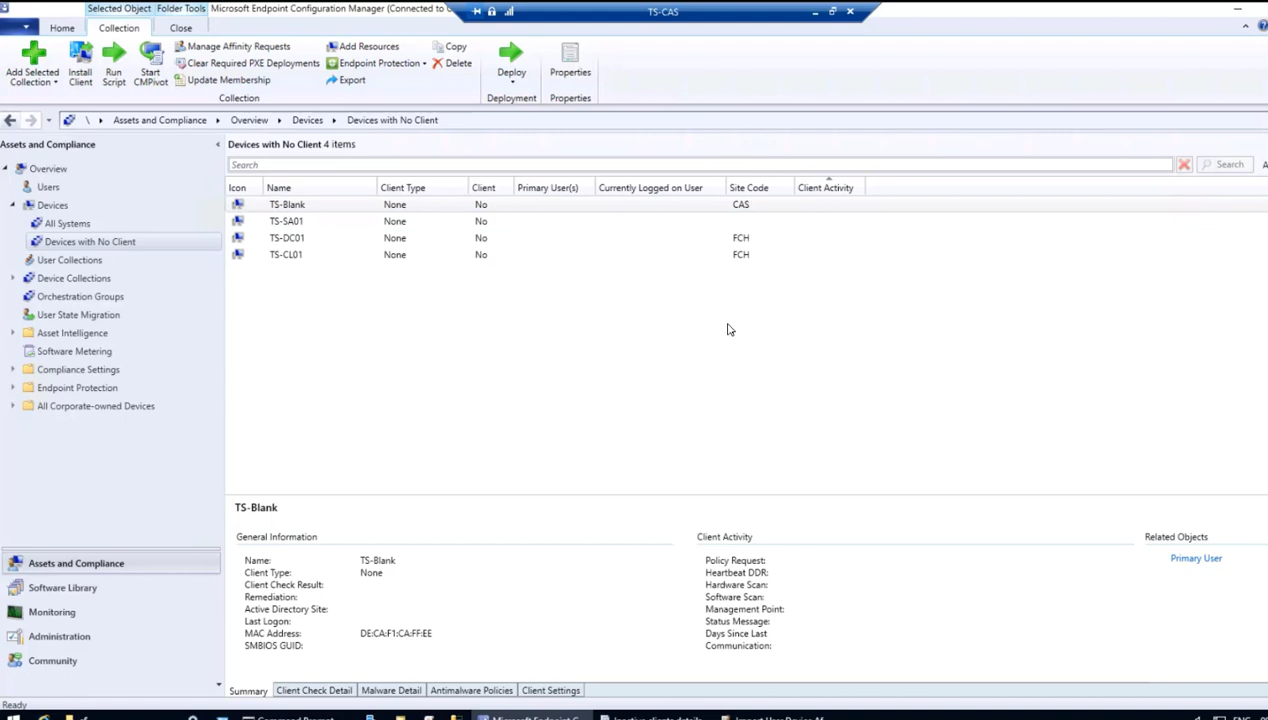 Selected Object Folder Tools Microsoft Endpoint Configuration Manager (Connected to
TS-CAS
Home Collection Close
Add Selected Collection
Install Client
Run Script
Start CMPivot
Manage Affinity Requests
Clear Required PXE Deployments
Update Membership
Add Resources
Endpoint Protection
Export
Copy
Delete
Deploy
Properties
Collection Deployment Properties
\ Assets and Compliance Overview Devices Devices with No Client
Assets and Compliance
Overview
Users
Devices
All Systems
Devices with No Client
User Collections
Device Collections
Orchestration Groups
User State Migration
Asset Intelligence
Software Metering
Compliance Settings
Endpoint Protection
All Corporate-owned Devices
Assets and Compliance
Software Library
Monitoring
Administration
Community
Devices with No Client 4 items
Search Search
Icon Name Client Type Client Primary User(s) Currently Logged on User Site Code Client Activity
TS-Blank None No CAS
TS-SA01 None No
TS-DC01 None No FCH
TS-CL01 None No FCH
TS-Blank
General Information
Name: TS-Blank
Client Type: None
Client Check Result:
Remediation:
Active Directory Site:
Last Logon:
MAC Address: DE:CA:F1:CA:FF:EE
SMBIOS GUID:
Client Activity
Policy Request:
Heartbeat DDR:
Hardware Scan:
Software Scan:
Management Point:
Status Message:
Days Since Last
Communication:
Related Objects
Primary User
Summary Client Check Detail Malware Detail Antimalware Policies Client Settings
Ready